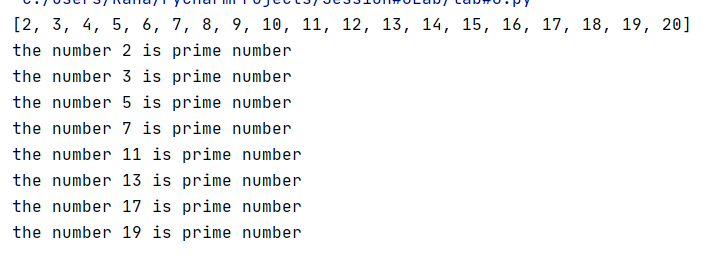 [2, 3, 4, 5, 6, 7, 8, 9, 10, 11, 12, 13, 14, 15, 16, 17, 18, 19, 20]
the number 2 is prime number
the number 3 is prime number
the number 5 is prime number
the number 7 is prime number
the number 11 is prime number
the number 13 is prime number
the number 17 is prime number
the number 19 is prime number